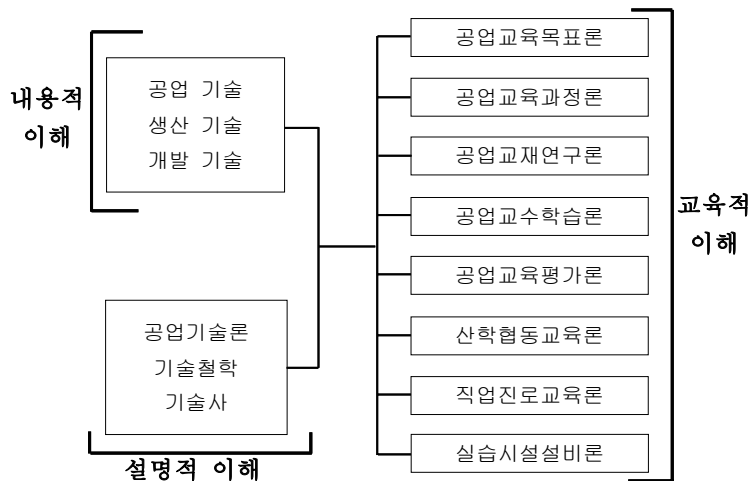 내용적
이해
공업 기술
생산 기술
개발 기술
공업기술론
기술철학
기술사
설명적 이해
공업교육목표론
공업교육과정론
공업교재연구론
공업교수학습론
공업교육평가론
산학협동교육론
직업진로교육론
실습시설설비론
교육적
이해